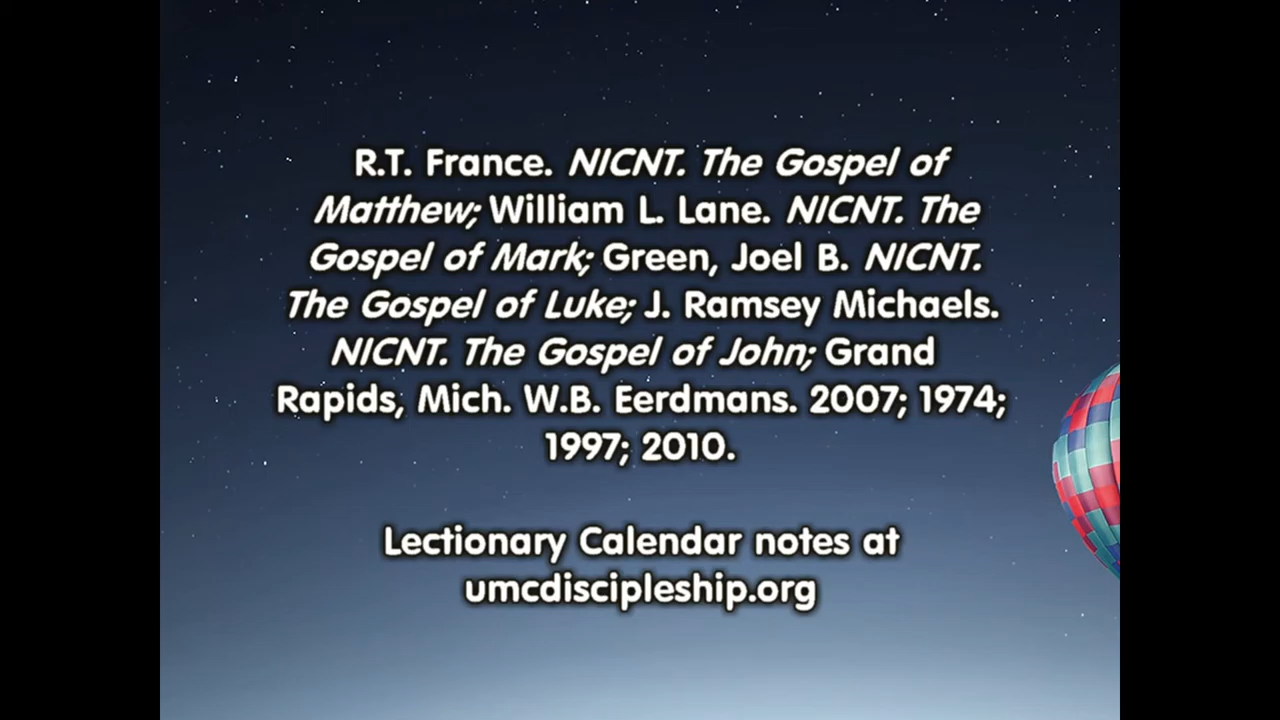 R.T. France. NICNT. The Gospel of
Matthew; William L. Lane. NICNT. The
Gospel of Mark; Green, Joel B. NICNT.
The Gospel of Luke; J. Ramsey Michaels.
NICNT. The Gospel of John; Grand
Rapids, Mich. W.B. Eerdmans. 2007; 1974;
1997; 2010.
Lectionary Calendar notes at
umcdiscipleship.org